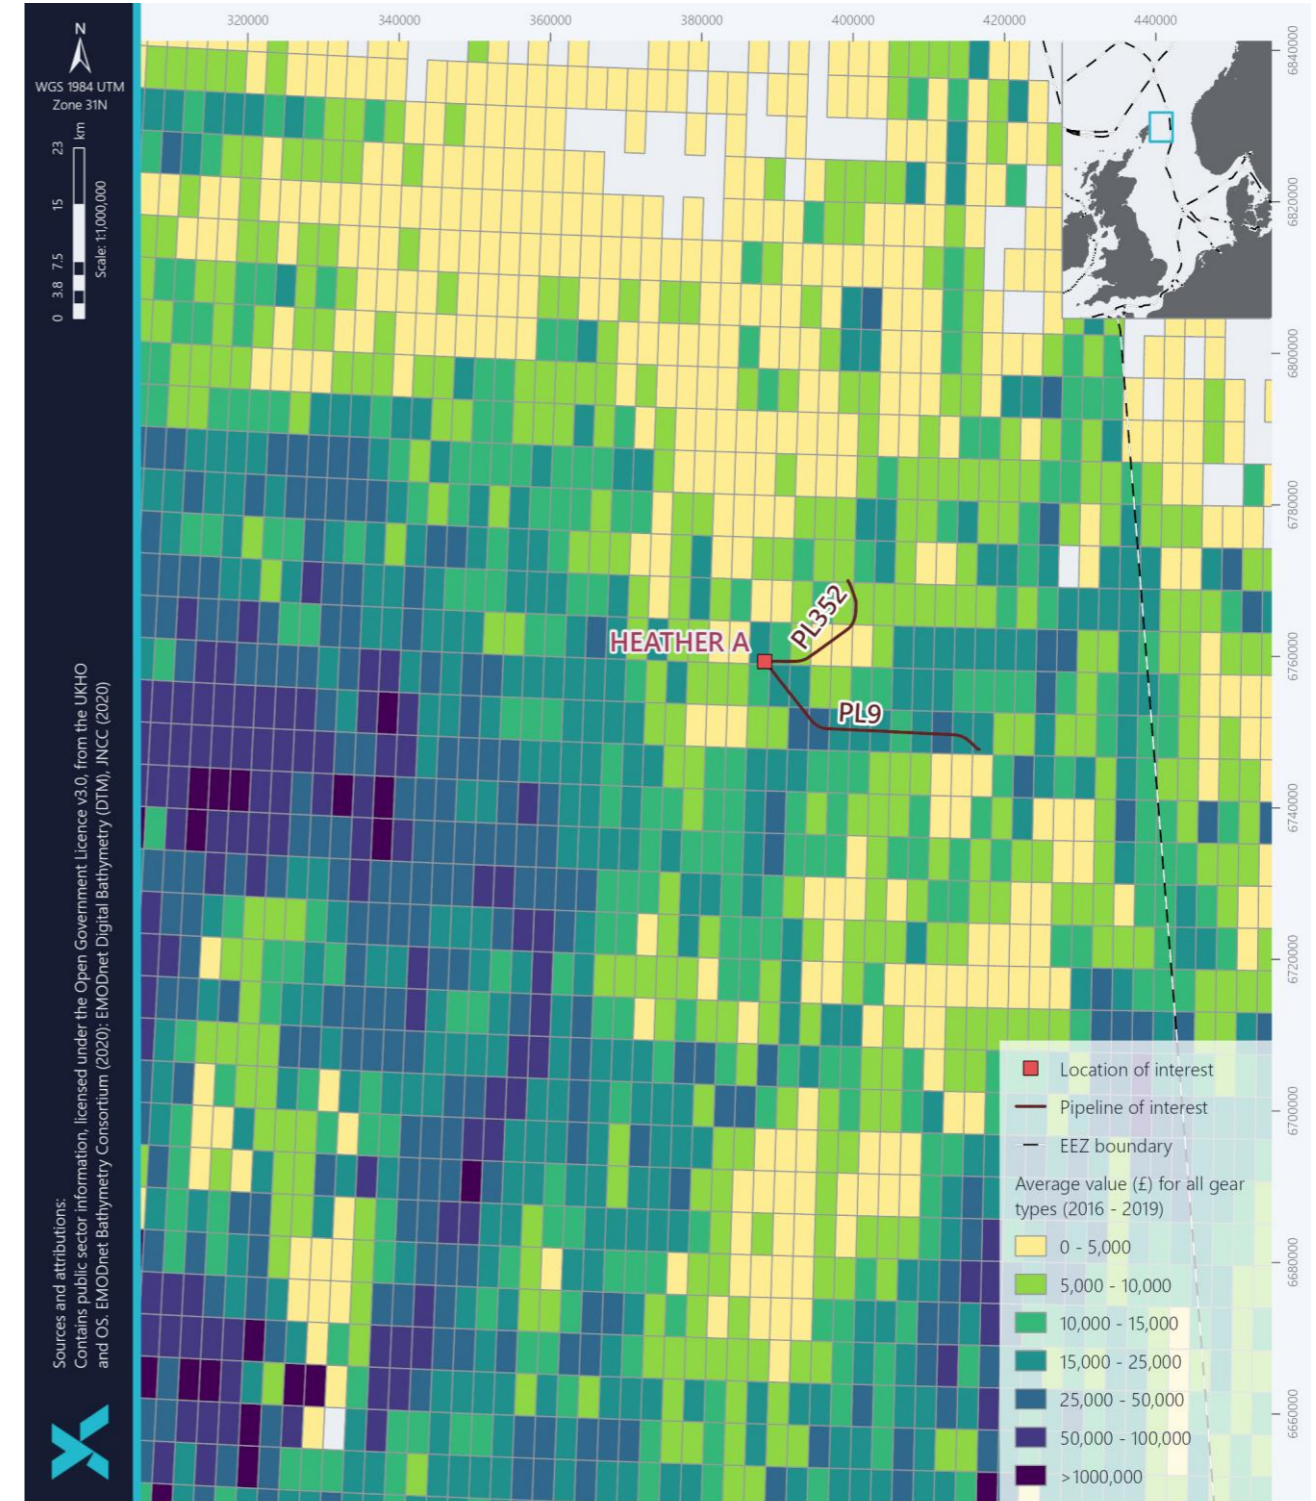 320000 340000 360000 380000 400000 420000 440000
N
WGS 1984 UTM
Zone 31N
km
0 3.8 7.5 15 23
Scale: 1:1,000,000
6840000
6820000
6800000
6780000
6760000
6740000
6720000
6700000
6680000
6660000
HEATHER A
PL352
PL9
Sources and attributions:
Contains public sector information, licensed under the Open Government Licence v3.0, from the UKHO
and OS. EMODnet Bathymetry Consortium (2020): EMODnet Digital Bathymetry (DTM), JNCC (2020)
Location of interest
Pipeline of interest
EEZ boundary
Average value (£) for all gear
types (2016 - 2019)
0 - 5,000
5,000 - 10,000
10,000 - 15,000
15,000 - 25,000
25,000 - 50,000
50,000 - 100,000
>1000,000